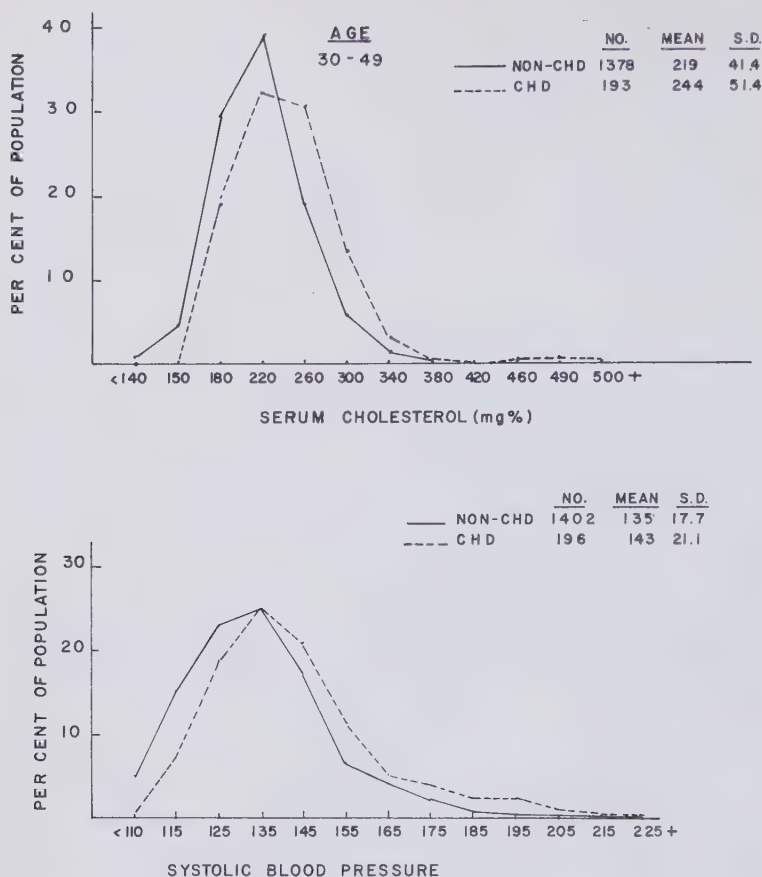 AGE
30-49
NO. MEAN S.D.
NON-CHD 1378 219 41.4
CHD 193 244 51.4
PER CENT OF POPULATION
40
30
20
10
<140 150 180 220 260 300 340 380 420 460 490 500+
SERUM CHOLESTEROL (mg%)
NO. MEAN S.D.
NON-CHD 1402 135 17.7
CHD 196 143 21.1
PER CENT OF POPULATION
30
20
10
<110 115 125 135 145 155 165 175 185 195 205 215 225+
SYSTOLIC BLOOD PRESSURE